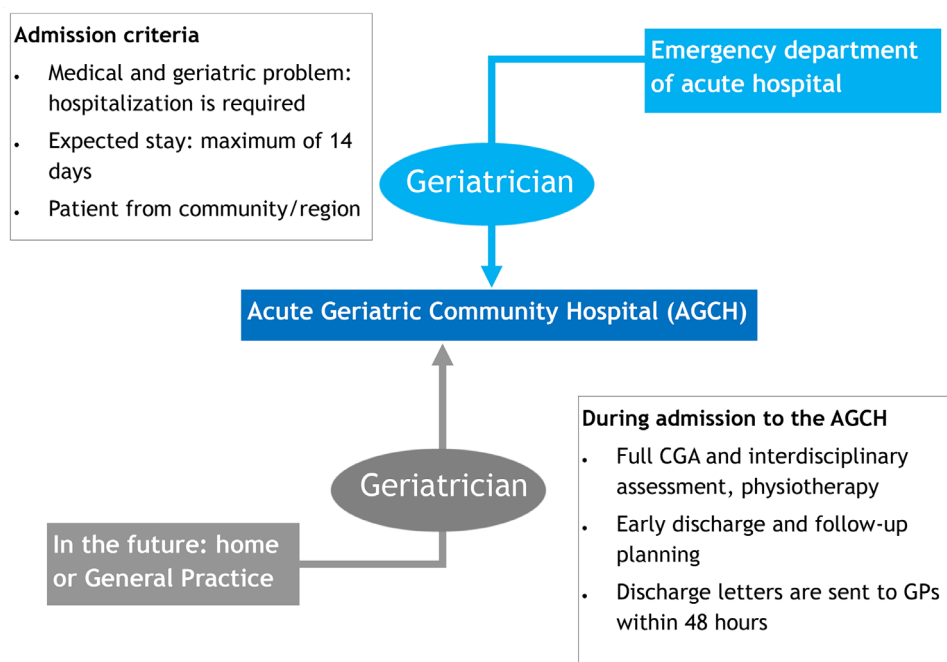 Admission criteria
• Medical and geriatric problem:
hospitalization is required
• Expected stay: maximum of 14
days
• Patient from community/region
Emergency department
of acute hospital
Geriatrician
Acute Geriatric Community Hospital (AGCH)
Geriatrician
In the future: home
or General Practice
During admission to the AGCH
• Full CGA and interdisciplinary
assessment, physiotherapy
• Early discharge and follow-up
planning
• Discharge letters are sent to GPs
within 48 hours